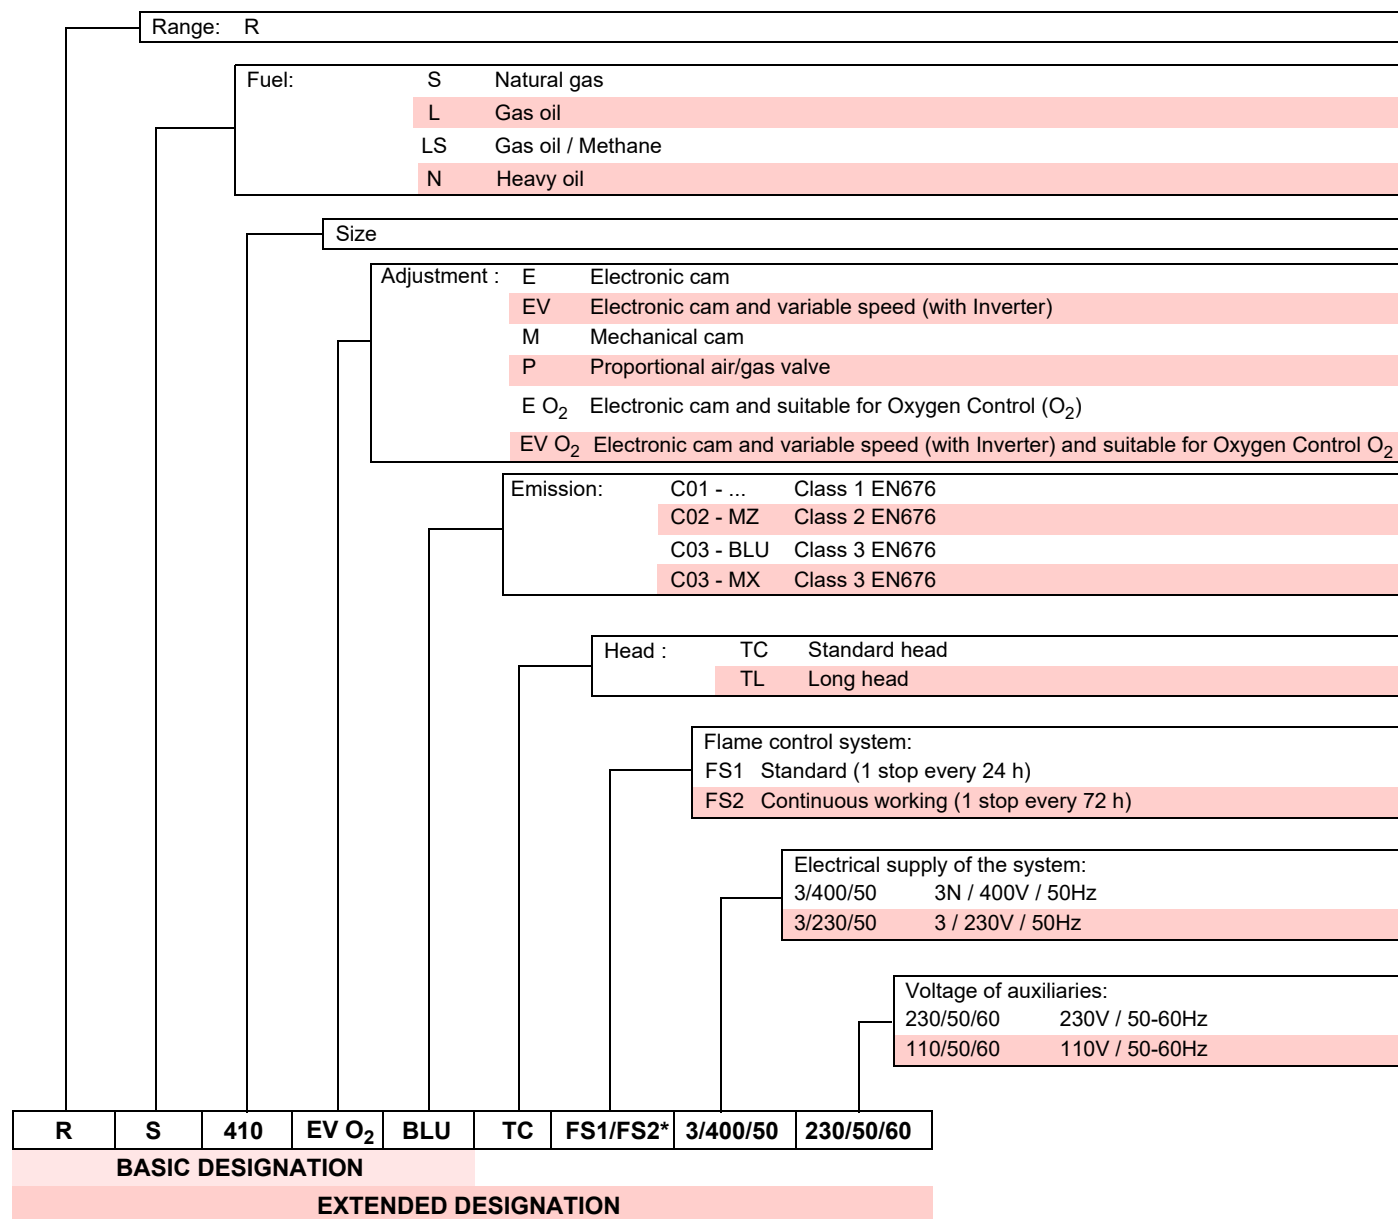 Range: R
Fuel: S Natural gas
L Gas oil
LS Gas oil / Methane
N Heavy oil
Size
Adjustment : E Electronic cam
EV Electronic cam and variable speed (with Inverter)
M Mechanical cam
P Proportional air/gas valve
E O2 Electronic cam and suitable for Oxygen Control (O2)
EV O2 Electronic cam and variable speed (with Inverter) and suitable for Oxygen Control O2
Emission: C01 - ... Class 1 EN676
C02 - MZ Class 2 EN676
C03 - BLU Class 3 EN676
C03 - MX Class 3 EN676
Head : TC Standard head
TL Long head
Flame control system:
FS1 Standard (1 stop every 24 h)
FS2 Continuous working (1 stop every 72 h)
Electrical supply of the system:
3/400/50 3N / 400V / 50Hz
3/230/50 3 / 230V / 50Hz
Voltage of auxiliaries:
230/50/60 230V / 50-60Hz
110/50/60 110V / 50-60Hz
R S 410 EV O2 BLU TC FS1/FS2* 3/400/50 230/50/60
BASIC DESIGNATION
EXTENDED DESIGNATION